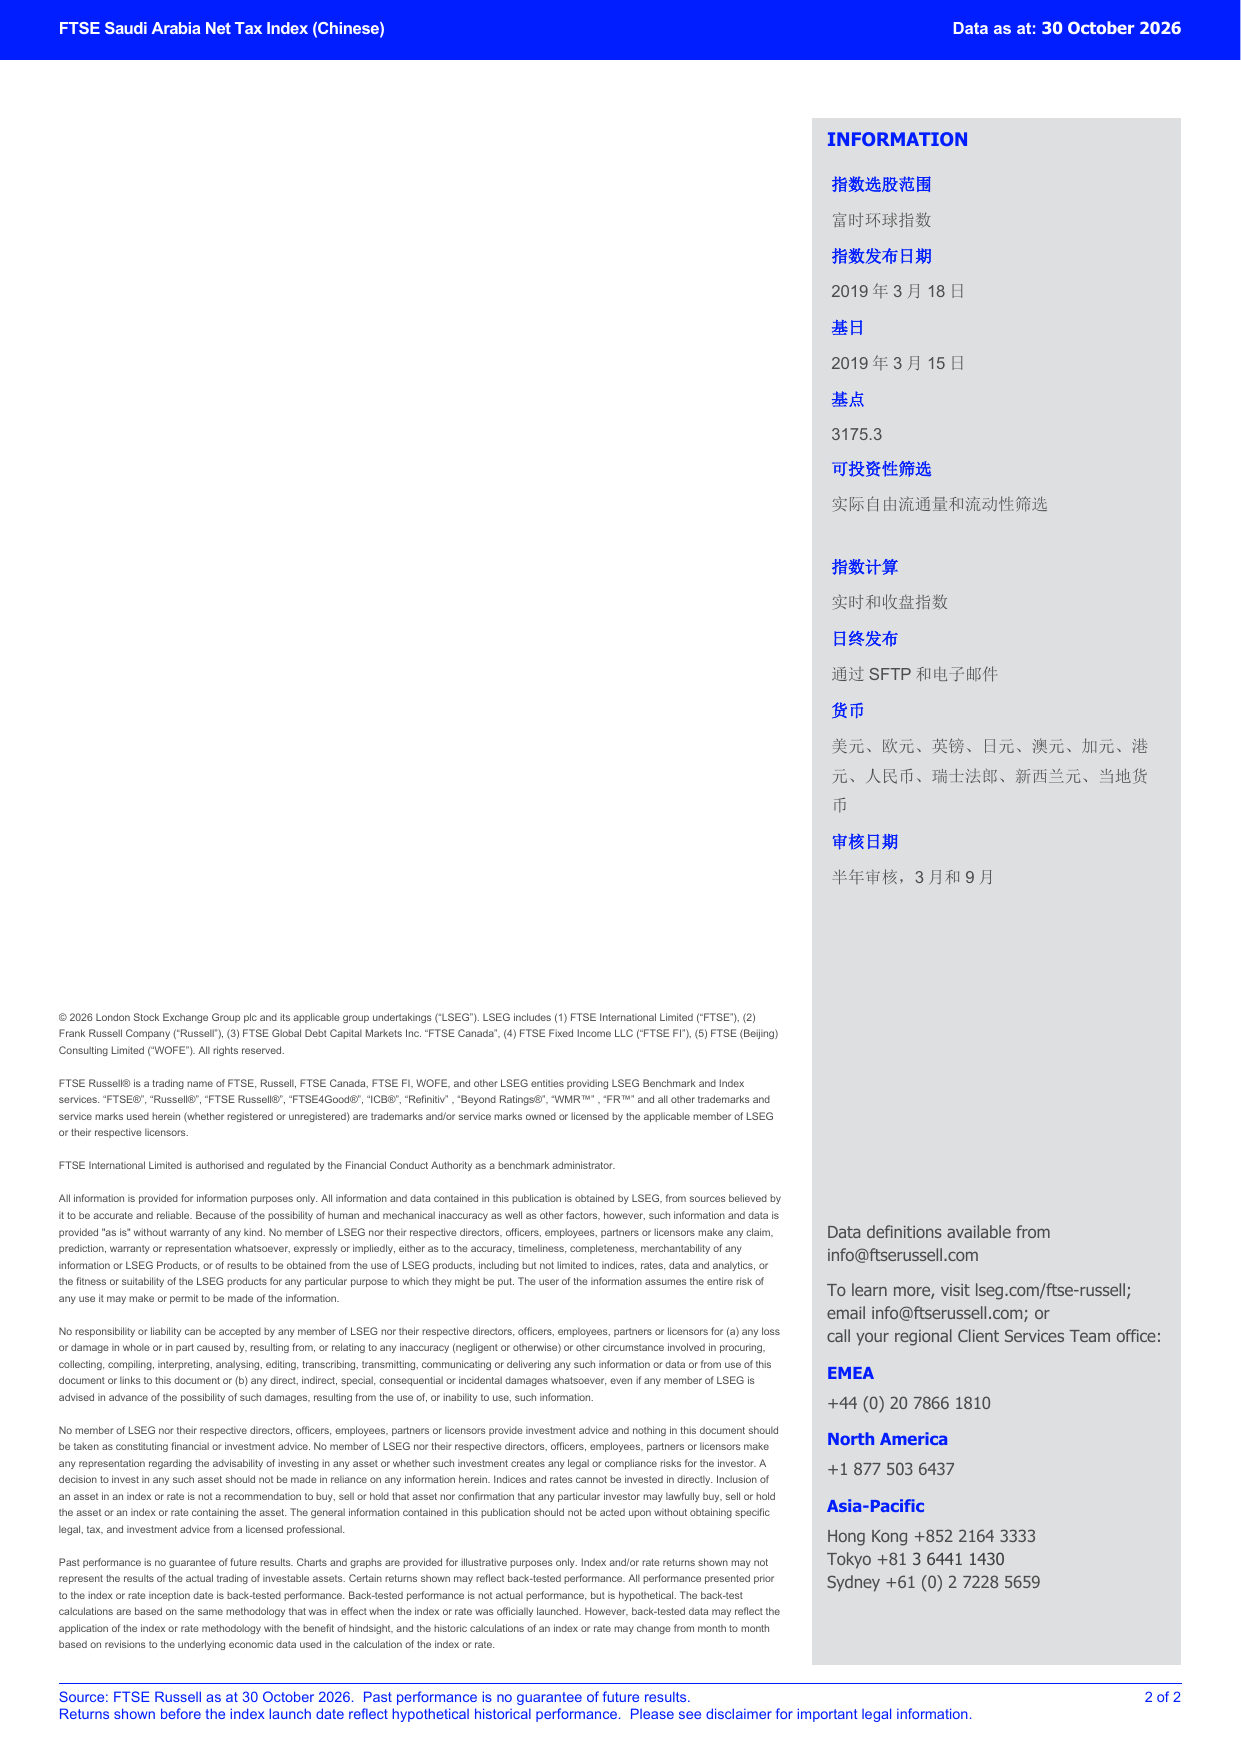 FTSE Saudi Arabia Net Tax Index (Chinese)
Data as at: 30 October 2026
INFORMATION
指数选股范围
富时环球指数
指数发布日期
2019 年 3 月 18 日
基日
2019 年 3 月 15 日
基点
3175.3
可投资性筛选
实际自由流通量和流动性筛选
指数计算
实时和收盘指数
日终发布
通过 SFTP 和电子邮件
货币
美元、欧元、英镑、日元、澳元、加元、港
元、人民币、瑞士法郎、新西兰元、当地货
币
审核日期
半年审核，3 月和 9 月
© 2026 London Stock Exchange Group plc and its applicable group undertakings (“LSEG”). LSEG includes (1) FTSE International Limited (“FTSE”), (2)
Frank Russell Company (“Russell”), (3) FTSE Global Debt Capital Markets Inc. “FTSE Canada”, (4) FTSE Fixed Income LLC (“FTSE FI”), (5) FTSE (Beijing)
Consulting Limited (“WOFE”). All rights reserved.
FTSE Russell® is a trading name of FTSE, Russell, FTSE Canada, FTSE FI, WOFE, and other LSEG entities providing LSEG Benchmark and Index
services. “FTSE®”, “Russell®”, “FTSE Russell®”, “FTSE4Good®”, “ICB®”, “Refinitiv” , “Beyond Ratings®”, “WMR™” , “FR™” and all other trademarks and
service marks used herein (whether registered or unregistered) are trademarks and/or service marks owned or licensed by the applicable member of LSEG
or their respective licensors.
FTSE International Limited is authorised and regulated by the Financial Conduct Authority as a benchmark administrator.
All information is provided for information purposes only. All information and data contained in this publication is obtained by LSEG, from sources believed by
it to be accurate and reliable. Because of the possibility of human and mechanical inaccuracy as well as other factors, however, such information and data is
provided "as is" without warranty of any kind. No member of LSEG nor their respective directors, officers, employees, partners or licensors make any claim,
prediction, warranty or representation whatsoever, expressly or impliedly, either as to the accuracy, timeliness, completeness, merchantability of any
information or LSEG Products, or of results to be obtained from the use of LSEG products, including but not limited to indices, rates, data and analytics, or
the fitness or suitability of the LSEG products for any particular purpose to which they might be put. The user of the information assumes the entire risk of
any use it may make or permit to be made of the information.
No responsibility or liability can be accepted by any member of LSEG nor their respective directors, officers, employees, partners or licensors for (a) any loss
or damage in whole or in part caused by, resulting from, or relating to any inaccuracy (negligent or otherwise) or other circumstance involved in procuring,
collecting, compiling, interpreting, analysing, editing, transcribing, transmitting, communicating or delivering any such information or data or from use of this
document or links to this document or (b) any direct, indirect, special, consequential or incidental damages whatsoever, even if any member of LSEG is
advised in advance of the possibility of such damages, resulting from the use of, or inability to use, such information.
No member of LSEG nor their respective directors, officers, employees, partners or licensors provide investment advice and nothing in this document should
be taken as constituting financial or investment advice. No member of LSEG nor their respective directors, officers, employees, partners or licensors make
any representation regarding the advisability of investing in any asset or whether such investment creates any legal or compliance risks for the investor. A
decision to invest in any such asset should not be made in reliance on any information herein. Indices and rates cannot be invested in directly. Inclusion of
an asset in an index or rate is not a recommendation to buy, sell or hold that asset nor confirmation that any particular investor may lawfully buy, sell or hold
the asset or an index or rate containing the asset. The general information contained in this publication should not be acted upon without obtaining specific
legal, tax, and investment advice from a licensed professional.
Past performance is no guarantee of future results. Charts and graphs are provided for illustrative purposes only. Index and/or rate returns shown may not
represent the results of the actual trading of investable assets. Certain returns shown may reflect back-tested performance. All performance presented prior
to the index or rate inception date is back-tested performance. Back-tested performance is not actual performance, but is hypothetical. The back-test
calculations are based on the same methodology that was in effect when the index or rate was officially launched. However, back-tested data may reflect the
application of the index or rate methodology with the benefit of hindsight, and the historic calculations of an index or rate may change from month to month
based on revisions to the underlying economic data used in the calculation of the index or rate.
Data definitions available from
info@ftserussell.com
To learn more, visit lseg.com/ftse-russell;
email info@ftserussell.com; or
call your regional Client Services Team office:
EMEA
+44 (0) 20 7866 1810
North America
+1 877 503 6437
Asia-Pacific
Hong Kong +852 2164 3333
Tokyo +81 3 6441 1430
Sydney +61 (0) 2 7228 5659
Source: FTSE Russell as at 30 October 2026. Past performance is no guarantee of future results.
2 of 2
Returns shown before the index launch date reflect hypothetical historical performance. Please see disclaimer for important legal information.